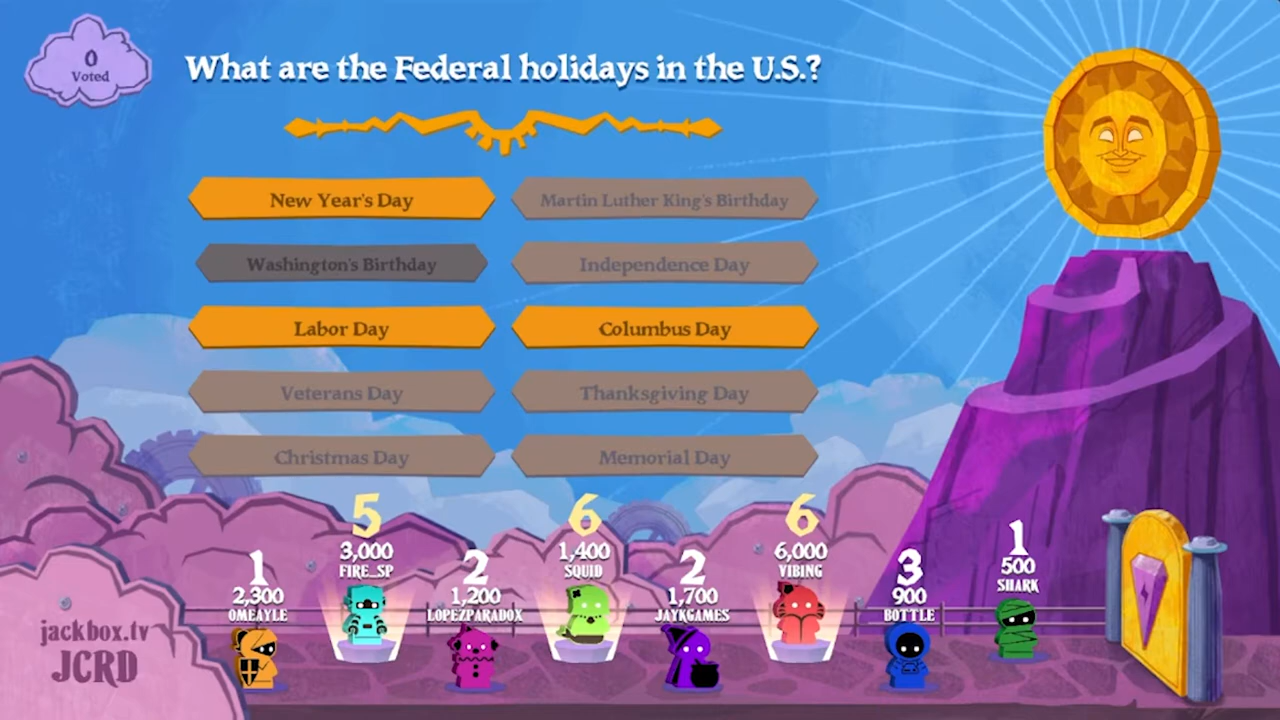 0
Voted
What are the Federal holidays in the U.S.?
New Year's Day
Martin Luther King's Birthday
Washington's Birthday
Independence Day
Labor Day
Columbus Day
Veterans Day
Thanksgiving Day
Christmas Day
Memorial Day
1
2,300
OMEAYLE
5
3,000
FIRE_SP
2
1,200
LOPEZPARADOX
6
1,400
SQUID
2
1,700
JAYKGAMES
6
6,000
VIBING
3
900
BOTTLE
1
500
SHARK
jackbox.tv
JCRD